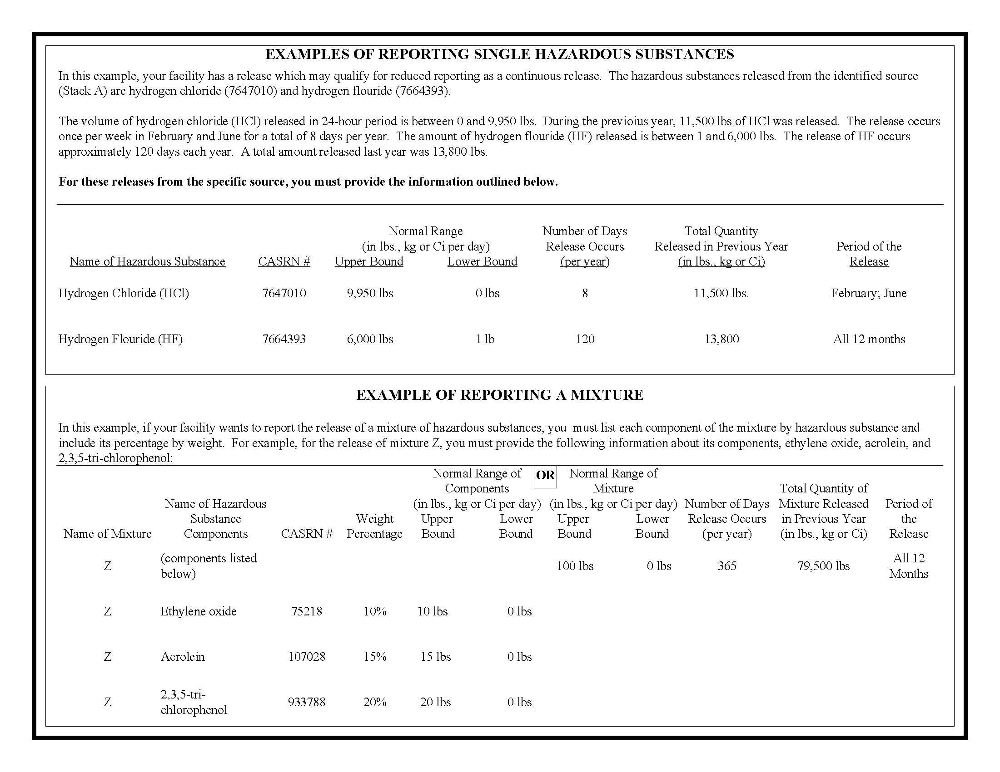 EXAMPLES OF REPORTING SINGLE HAZARDOUS SUBSTANCES
In this example, your facility has a release which may qualify for reduced reporting as a continuous release.  The hazardous substances released from the identified source
(Stack A) are hydrogen chloride (7647010) and hydrogen flouride (7664393).
The volume of hydrogen chloride (HCl) released in 24-hour period is between 0 and 9,950 lbs.  During the previoius year, 11,500 lbs of HCl was released.  The release occurs
once per week in February and June for a total of 8 days per year.  The amount of hydrogen flouride (HF) released is between 1 and 6,000 lbs.  The release of HF occurs
approximately 120 days each year.  A total amount released last year was 13,800 lbs.
For these releases from the specific source, you must provide the information outlined below.
Normal Range Number of Days Total Quantity
(in lbs., kg or Ci per day) Release Occurs Released in Previous Year Period of the
Name of Hazardous Substance CASRN # Upper Bound Lower Bound (per year) (in lbs., kg or Ci) Release
Hydrogen Chloride (HCl) 7647010 9,950 lbs 0 lbs 8 11,500 lbs. February; June
Hydrogen Flouride (HF) 7664393 6,000 lbs 1 lb 120 13,800 All 12 months
EXAMPLE OF REPORTING A MIXTURE
In this example, if your facility wants to report the release of a mixture of hazardous substances, you  must list each component of the mixture by hazardous substance and
include its percentage by weight.  For example, for the release of mixture Z, you must provide the following information about its components, ethylene oxide, acrolein, and
2,3,5-tri-chlorophenol:
Normal Range of OR Normal Range of
Components Mixture Total Quantity of
Name of Hazardous (in lbs., kg or Ci per day) (in lbs., kg or Ci per day) Number of Days Mixture Released Period of
Substance Weight Upper Lower Upper Lower Release Occurs in Previous Year the
Name of Mixture Components CASRN # Percentage Bound Bound Bound Bound (per year) (in lbs., kg or Ci) Release
(components listed All 12
Z 100 lbs 0 lbs 365 79,500 lbs
below) Months
Z Ethylene oxide 75218 10% 10 lbs 0 lbs
Z Acrolein 107028 15% 15 lbs 0 lbs
2,3,5-tri-
Z 933788 20% 20 lbs 0 lbs
chlorophenol